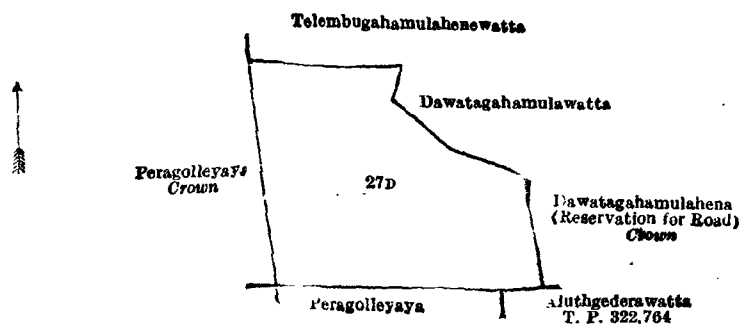 Telembugahamulahenewatta
Dawatagahamulawatta
Peragolleyaya
Crown
27D
Dawatagahamulahena
(Reservation for Road)
Crown
Peragolleyaya
Aluthgederawatta
T. P. 322,764